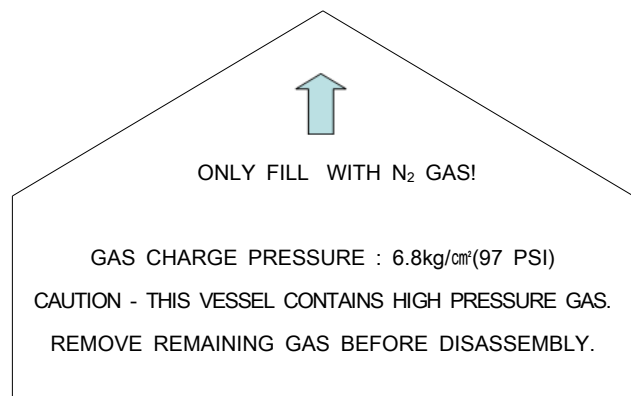 ONLY FILL WITH N₂ GAS!
GAS CHARGE PRESSURE : 6.8kg/㎠(97 PSI)
CAUTION - THIS VESSEL CONTAINS HIGH PRESSURE GAS.
REMOVE REMAINING GAS BEFORE DISASSEMBLY.